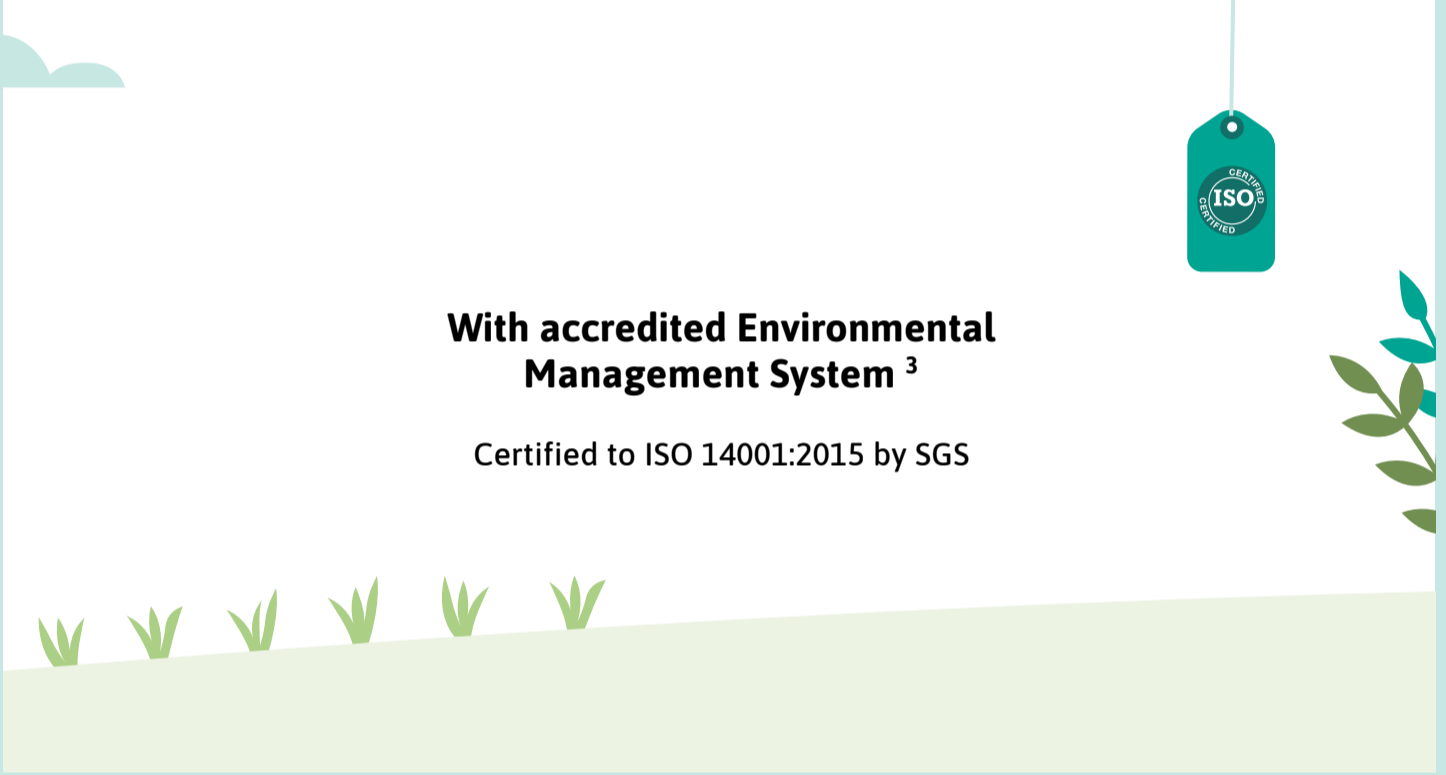 CERTIFIED
ISO
CERTIFIED
With accredited Environmental
Management System ³
Certified to ISO 14001:2015 by SGS